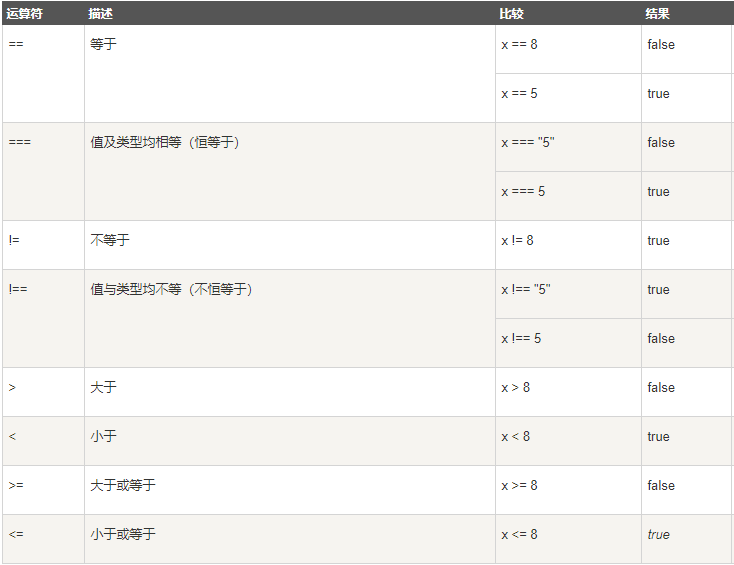 运算符 描述 比较 结果
== 等于 x == 8 false
x == 5 true
=== 值及类型均相等（恒等于） x === "5" false
x === 5 true
!= 不等于 x != 8 true
!== 值与类型均不等（不恒等于） x !== "5" true
x !== 5 false
> 大于 x > 8 false
< 小于 x < 8 true
>= 大于或等于 x >= 8 false
<= 小于或等于 x <= 8 true